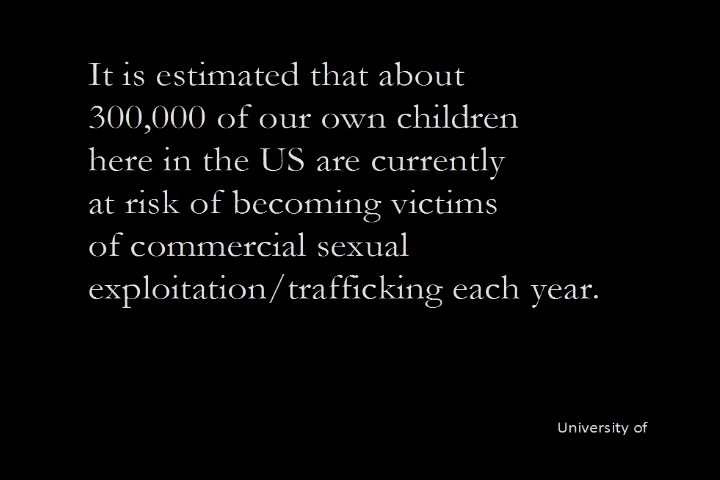 It is estimated that about
300,000 of our own children
here in the US are currently
at risk of becoming victims
of commercial sexual
exploitation/trafficking each year.
University of